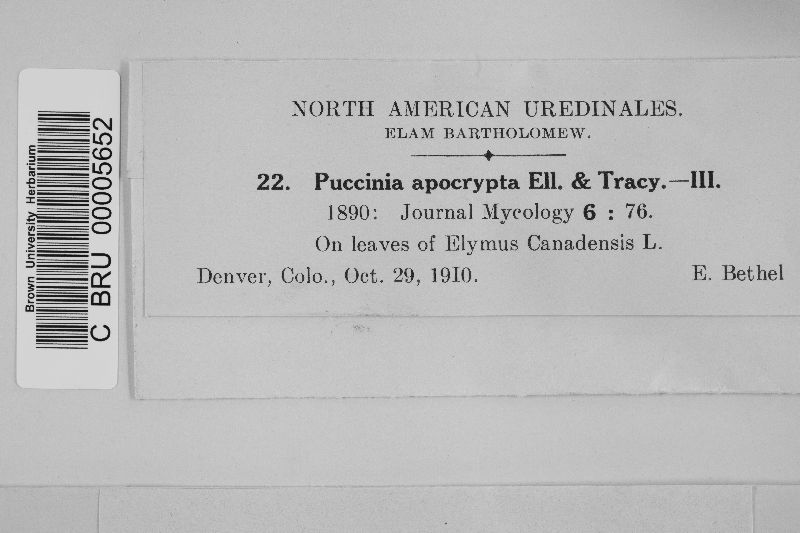 NORTH AMERICAN UREDINALES.
ELAM BARTHOLOMEW.
22. Puccinia apocrypta Ell. & Tracy.—III.
1890: Journal Mycology 6 : 76.
On leaves of Elymus Canadensis L.
Denver, Colo., Oct. 29, 1910. E. Bethel
Brown University Herbarium
C BRU 00005652